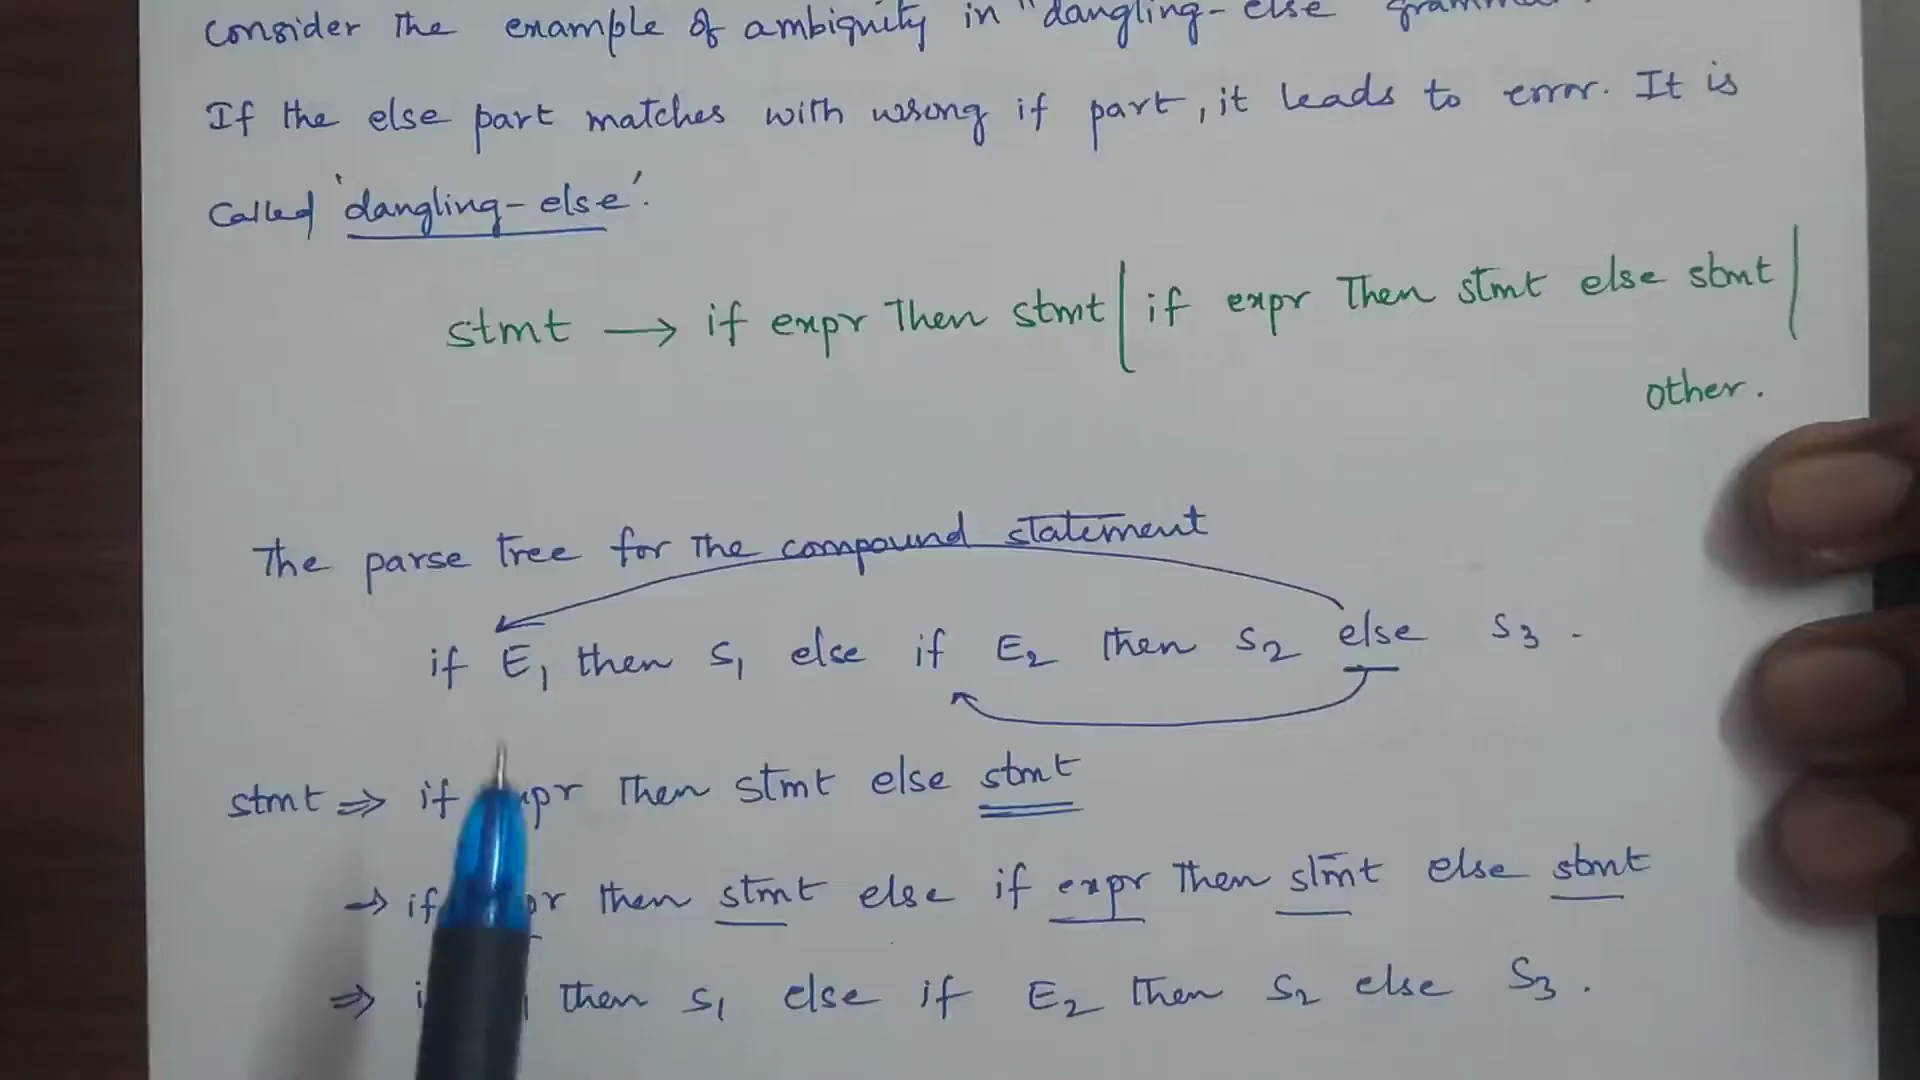 consider the example of ambiguity in "dangling-else grammar.
If the else part matches with wrong if part, it leads to error. It is
called 'dangling-else'.
stmt → if expr Then stmt | if expr Then stmt else stmt |
other.
The parse tree for the compound statement
if E1 then S1 else if E2 then S2 else S3.
stmt ⇒ if expr Then stmt else stmt
→ if expr then stmt else if expr then stmt else stmt
⇒ then S1 else if E2 then S2 else S3.